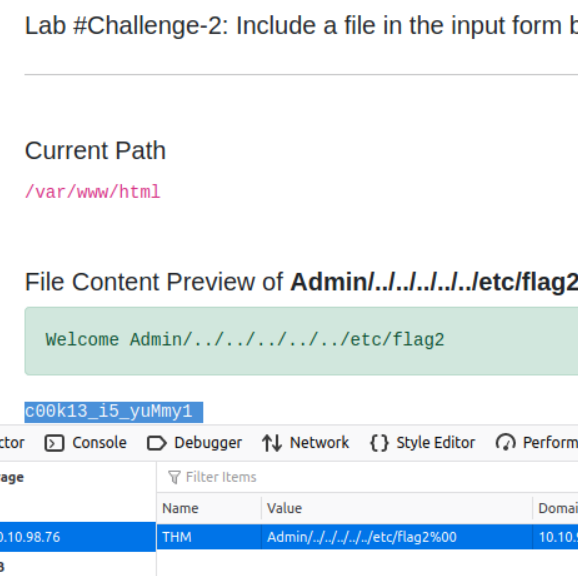 Lab #Challenge-2: Include a file in the input form b
Current Path
/var/www/html
File Content Preview of Admin/../../../../../etc/flag2
Welcome Admin/../../../../../etc/flag2
c00k13_i5_yuMmy1
ctor Console Debugger Network Style Editor Perform
age Filter Items
Name Value Domai
0.10.98.76 THM Admin/../../../../../etc/flag2%00 10.10.9
3